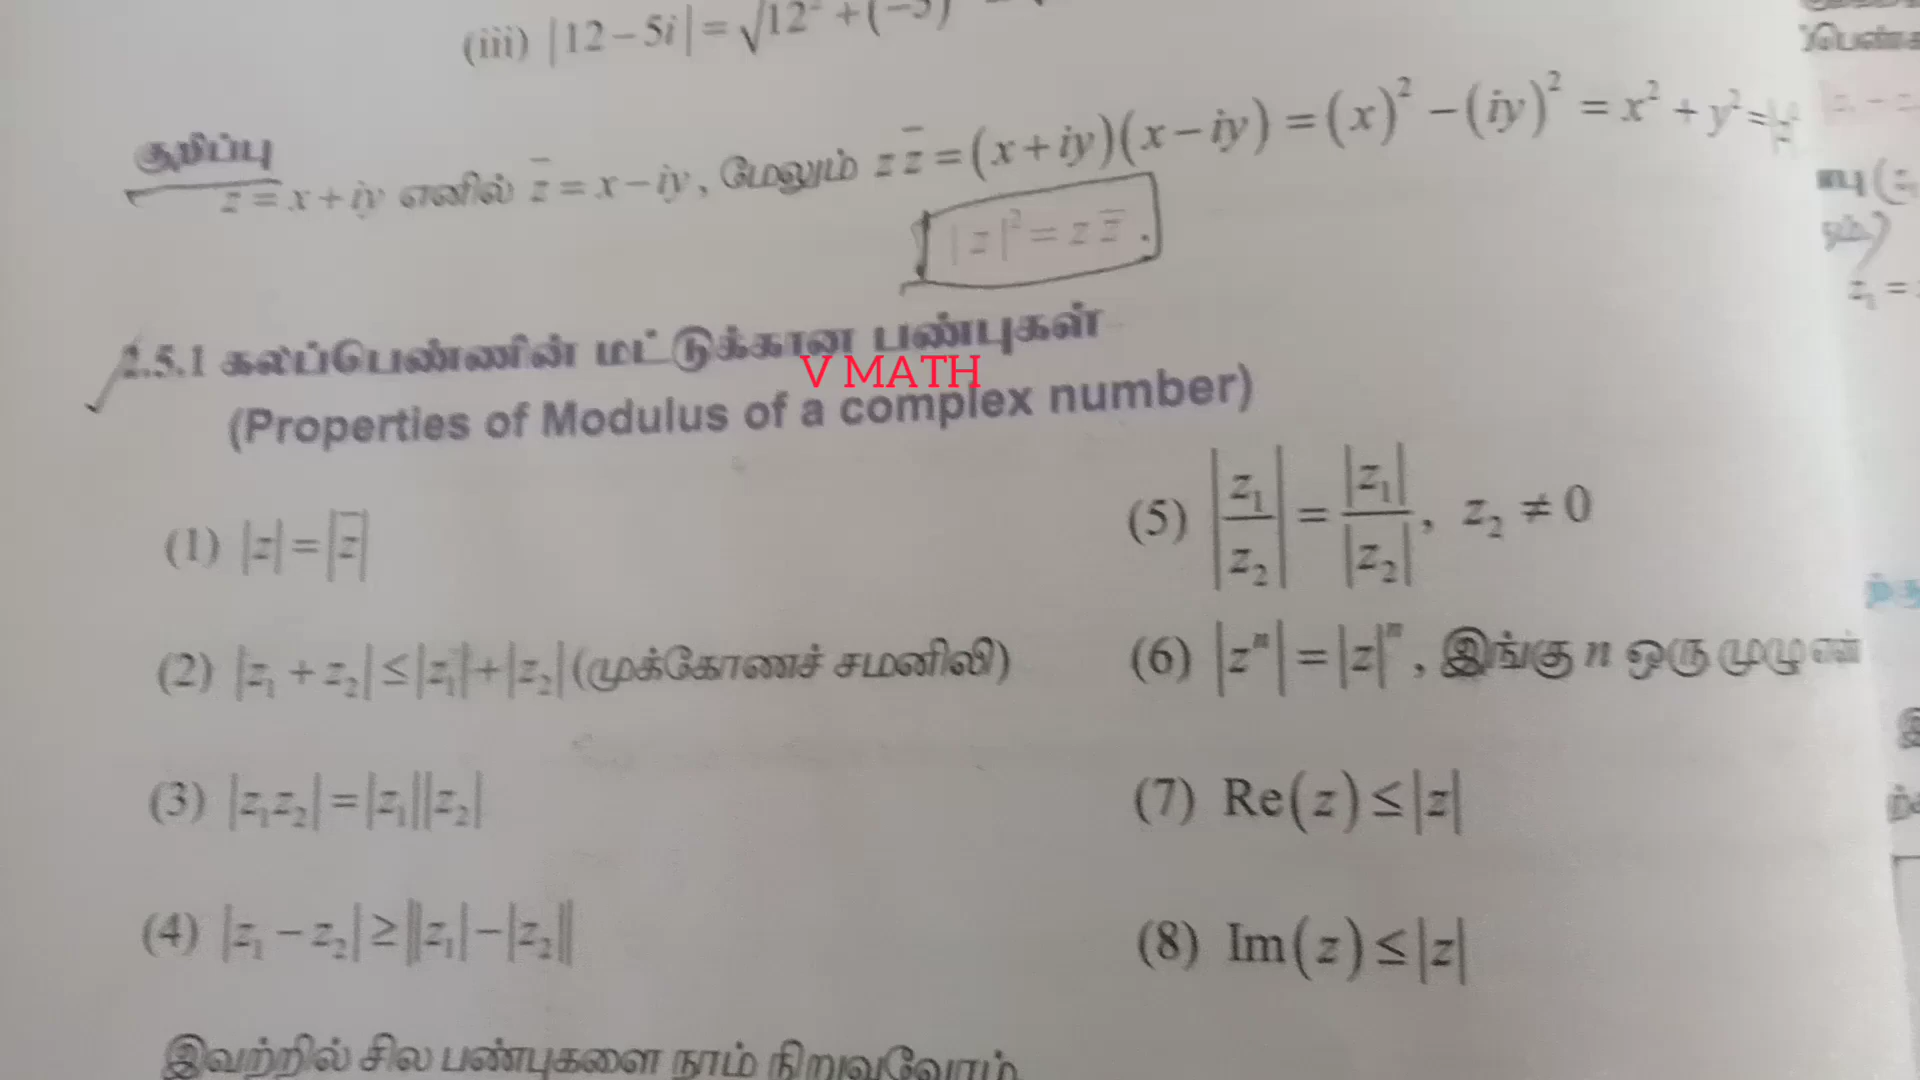 (iii) |12 − 5i| = √12² + (−5)
குறிப்பு
z = x + iy எனில் z̅ = x − iy, மேலும் z z̅ = (x + iy)(x − iy) = (x)² − (iy)² = x² + y² =
|z|² = z z̅ .
2.5.1 கலப்பெண்ணின் மட்டுக்கான பண்புகள்
V MATH
(Properties of Modulus of a complex number)
(1) |z| = |z̅|
(2) |z₁ + z₂| ≤ |z₁| + |z₂| (முக்கோணச் சமனிலி)
(3) |z₁z₂| = |z₁||z₂|
(4) |z₁ − z₂| ≥ ||z₁| − |z₂||
(5) |z₁/z₂| = |z₁|/|z₂|, z₂ ≠ 0
(6) |zⁿ| = |z|ⁿ, இங்கு n ஒரு முழு
(7) Re(z) ≤ |z|
(8) Im(z) ≤ |z|
இவற்றில் சில பண்புகளை நாம் நிறுவுவோம்.
z₁ =